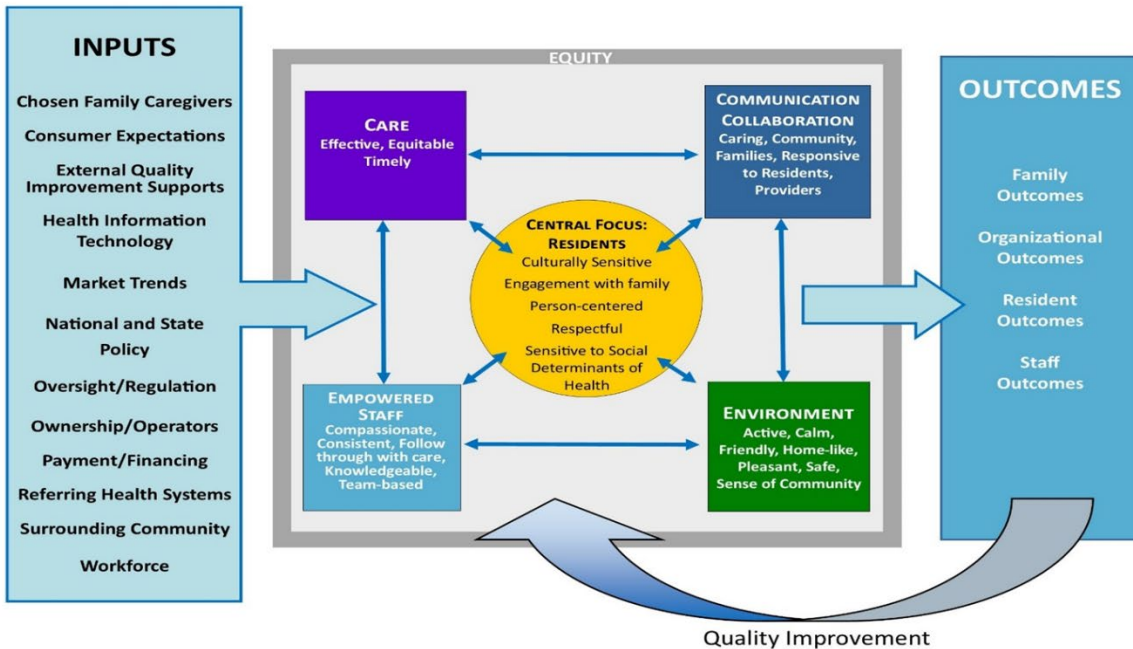 INPUTS
Chosen Family Caregivers
Consumer Expectations
External Quality
Improvement Supports
Health Information
Technology
Market Trends
National and State
Policy
Oversight/Regulation
Ownership/Operators
Payment/Financing
Referring Health Systems
Surrounding Community
Workforce
EQUITY
CARE
Effective, Equitable
Timely
COMMUNICATION
COLLABORATION
Caring, Community,
Families, Responsive
to Residents,
Providers
CENTRAL FOCUS:
RESIDENTS
Culturally Sensitive
Engagement with family
Person-centered
Respectful
Sensitive to Social
Determinants of
Health
EMPOWERED
STAFF
Compassionate,
Consistent, Follow
through with care,
Knowledgeable,
Team-based
ENVIRONMENT
Active, Calm,
Friendly, Home-like,
Pleasant, Safe,
Sense of Community
OUTCOMES
Family
Outcomes
Organizational
Outcomes
Resident
Outcomes
Staff
Outcomes
Quality Improvement